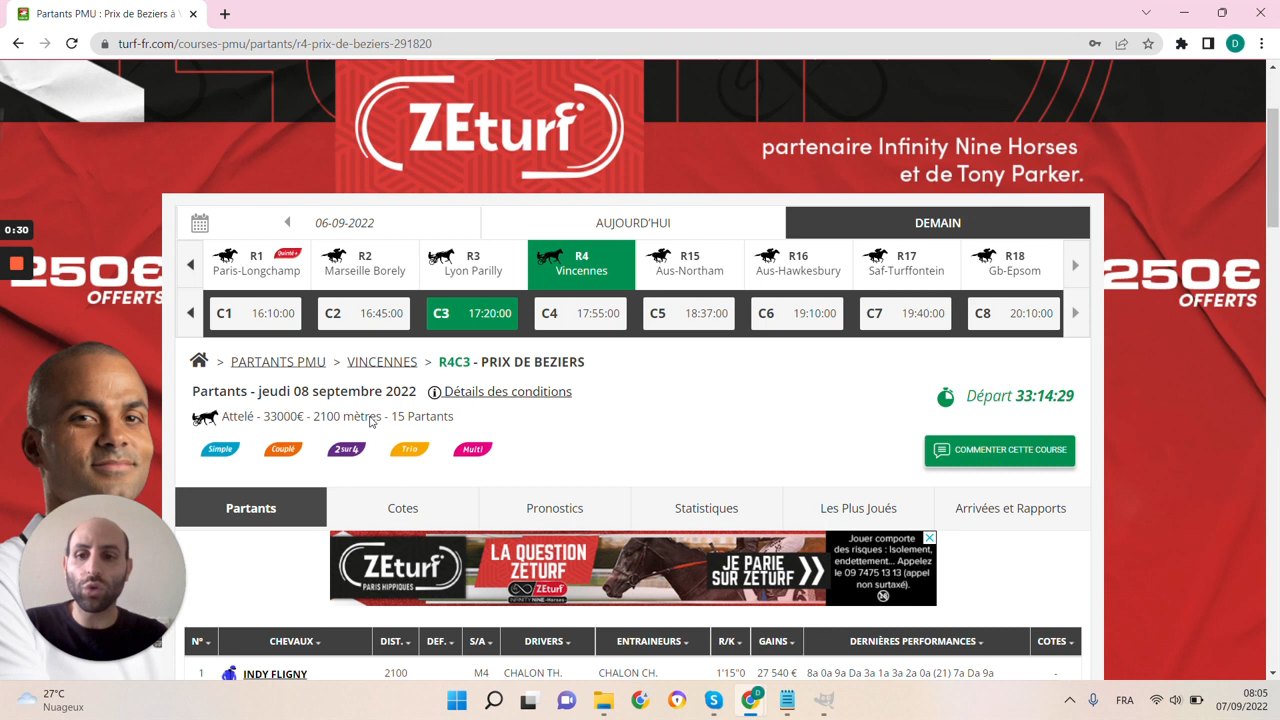 Partants PMU : Prix de Beziers à V
turf-fr.com/courses-pmu/partants/r4-prix-de-beziers-291820
D
ZEturf
partenaire Infinity Nine Horses
et de Tony Parker.
0:30
250€
OFFERTS
250€
OFFERTS
06-09-2022
AUJOURD'HUI
DEMAIN
R1 Quinté+
Paris-Longchamp
R2
Marseille Borely
R3
Lyon Parilly
R4
Vincennes
R15
Aus-Northam
R16
Aus-Hawkesbury
R17
Saf-Turffontein
R18
Gb-Epsom
C1 16:10:00
C2 16:45:00
C3 17:20:00
C4 17:55:00
C5 18:37:00
C6 19:10:00
C7 19:40:00
C8 20:10:00
> PARTANTS PMU > VINCENNES > R4C3 - PRIX DE BEZIERS
Partants - jeudi 08 septembre 2022 Détails des conditions
Attelé - 33000€ - 2100 mètres - 15 Partants
Départ 33:14:29
Simple Couplé 2sur4 Trio Multi
COMMENTER CETTE COURSE
Partants Cotes Pronostics Statistiques Les Plus Joués Arrivées et Rapports
ZEturf
PARIS HIPPIQUES
LA QUESTION
ZETURF
ZEturf
INFINITY NINE-Horses-
JE PARIE
SUR ZETURF
Jouer comporte
des risques : Isolement,
endettement... Appelez
le 09 7475 13 13 (appel
non surtaxé).
18
N° CHEVAUX DIST. DEF. S/A DRIVERS ENTRAINEURS R/K GAINS DERNIÈRES PERFORMANCES COTES
1 INDY FLIGNY 2100 M4 CHALON TH. CHALON CH. 1'15"0 27 540 € 8a 0a 9a Da 3a 1a 3a 2a 0a (21) 7a Da 9a -
27°C
Nuageux
D
FRA
08:05
07/09/2022